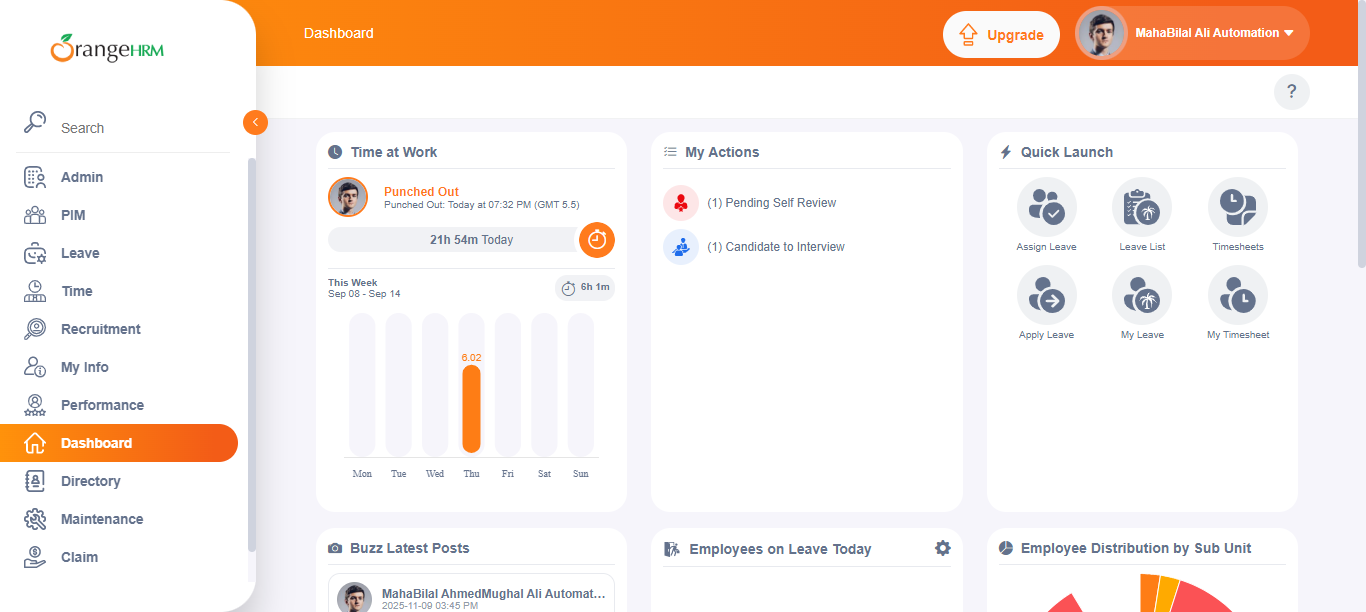 OrangeHRM
Dashboard
Upgrade
MahaBilal Ali Automation
?
Search
Admin
PIM
Leave
Time
Recruitment
My Info
Performance
Dashboard
Directory
Maintenance
Claim
Time at Work
Punched Out
Punched Out: Today at 07:32 PM (GMT 5.5)
21h 54m Today
This Week
Sep 08 - Sep 14
6h 1m
6.02
Mon Tue Wed Thu Fri Sat Sun
My Actions
(1) Pending Self Review
(1) Candidate to Interview
Quick Launch
Assign Leave
Leave List
Timesheets
Apply Leave
My Leave
My Timesheet
Buzz Latest Posts
MahaBilal AhmedMughal Ali Automat...
2025-11-09 03:45 PM
Employees on Leave Today
Employee Distribution by Sub Unit